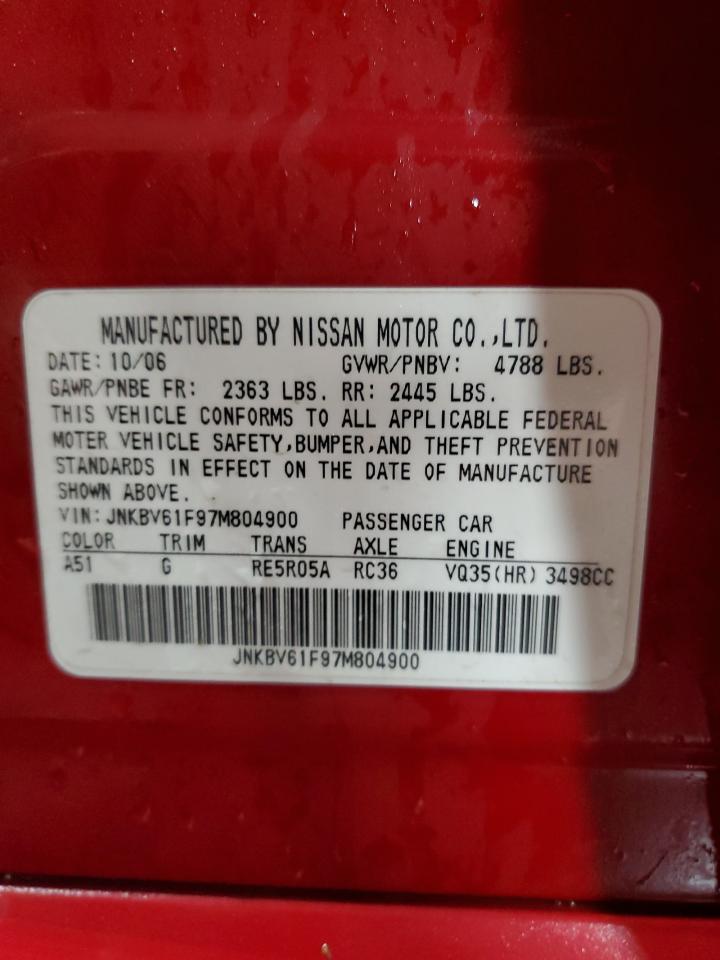 MANUFACTURED BY NISSAN MOTOR CO.,LTD.
DATE: 10/06 GVWR/PNBV: 4788 LBS.
GAWR/PNBE FR: 2363 LBS. RR: 2445 LBS.
THIS VEHICLE CONFORMS TO ALL APPLICABLE FEDERAL
MOTER VEHICLE SAFETY,BUMPER,AND THEFT PREVENTION
STANDARDS IN EFFECT ON THE DATE OF MANUFACTURE
SHOWN ABOVE.
VIN: JNKBV61F97M804900 PASSENGER CAR
COLOR TRIM TRANS AXLE ENGINE
A51 G RE5R05A RC36 VQ35(HR) 3498CC
JNKBV61F97M804900